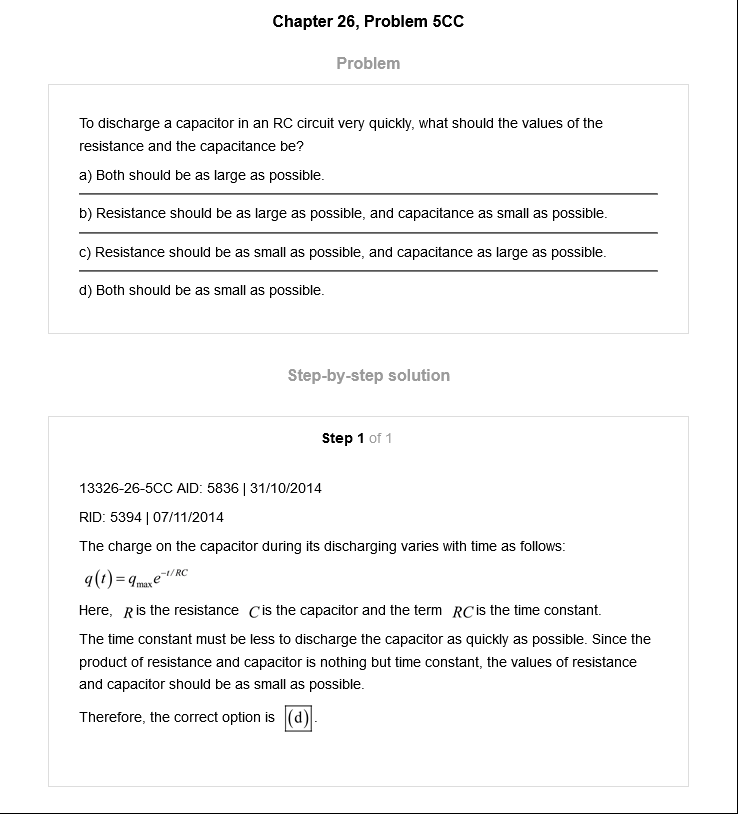 Chapter 26, Problem 5CC
Problem
To discharge a capacitor in an RC circuit very quickly, what should the values of the
resistance and the capacitance be?
a) Both should be as large as possible.
b) Resistance should be as large as possible, and capacitance as small as possible.
c) Resistance should be as small as possible, and capacitance as large as possible.
d) Both should be as small as possible.
Step-by-step solution
Step 1 of 1
13326-26-5CC AID: 5836 | 31/10/2014
RID: 5394 | 07/11/2014
The charge on the capacitor during its discharging varies with time as follows:
q(t) = q_max e^(-t/RC)
Here, R is the resistance C is the capacitor and the term RC is the time constant.
The time constant must be less to discharge the capacitor as quickly as possible. Since the
product of resistance and capacitor is nothing but time constant, the values of resistance
and capacitor should be as small as possible.
Therefore, the correct option is (d).